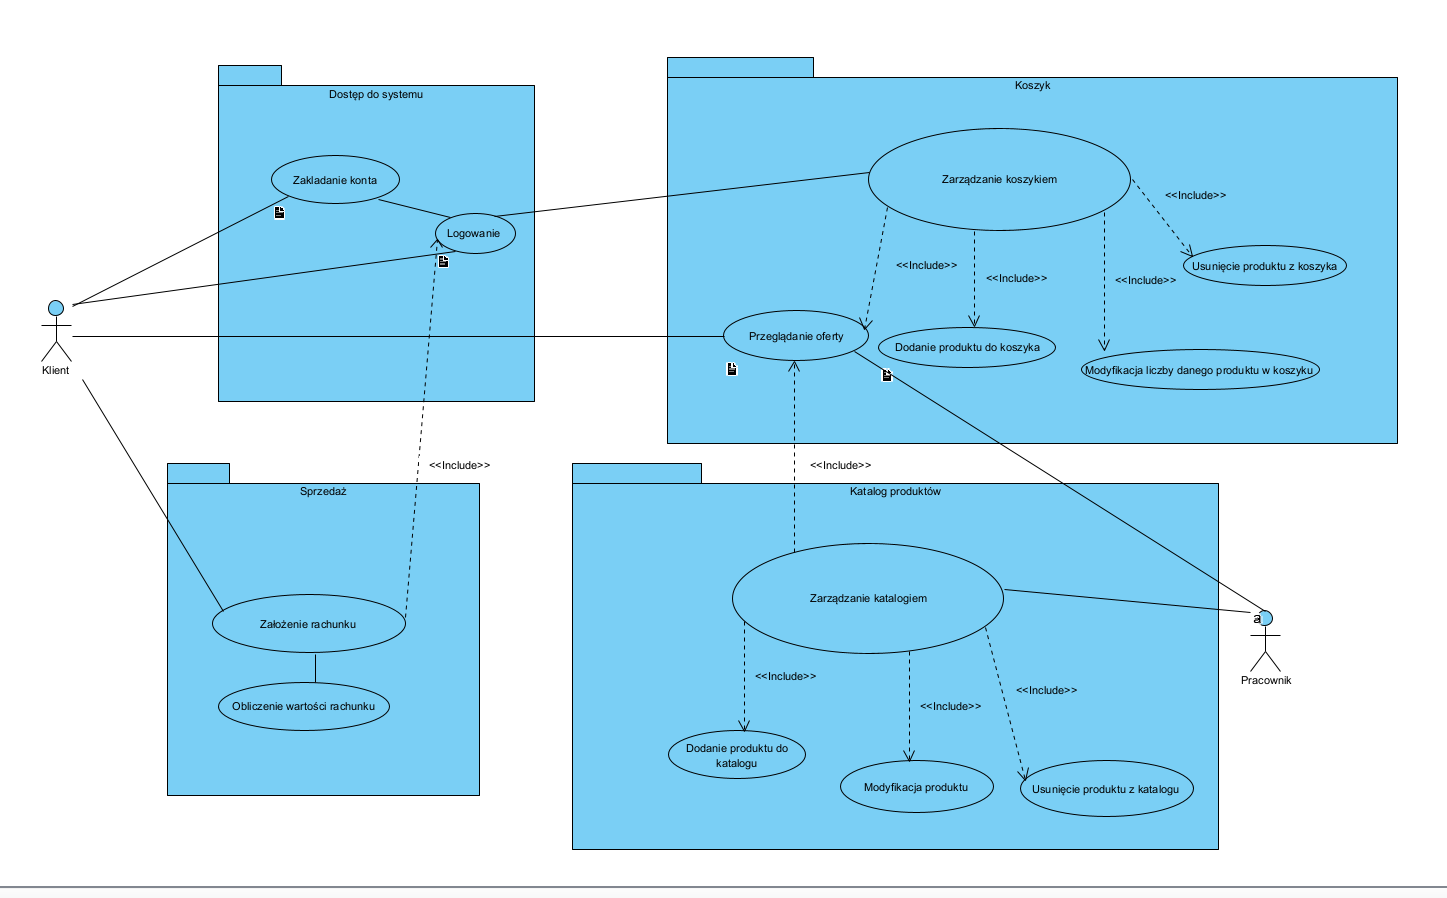 Dostęp do systemu
Koszyk
Zakladanie konta
Logowanie
Zarządzanie koszykiem
<<Include>>
<<Include>>
<<Include>>
<<Include>>
Usunięcie produktu z koszyka
Przeglądanie oferty
Dodanie produktu do koszyka
Modyfikacja liczby danego produktu w koszyku
Klient
<<Include>>
<<Include>>
Sprzedaż
Katalog produktów
Założenie rachunku
Obliczenie wartości rachunku
Zarządzanie katalogiem
a
Pracownik
<<Include>>
<<Include>>
<<Include>>
Dodanie produktu do
katalogu
Modyfikacja produktu
Usunięcie produktu z katalogu